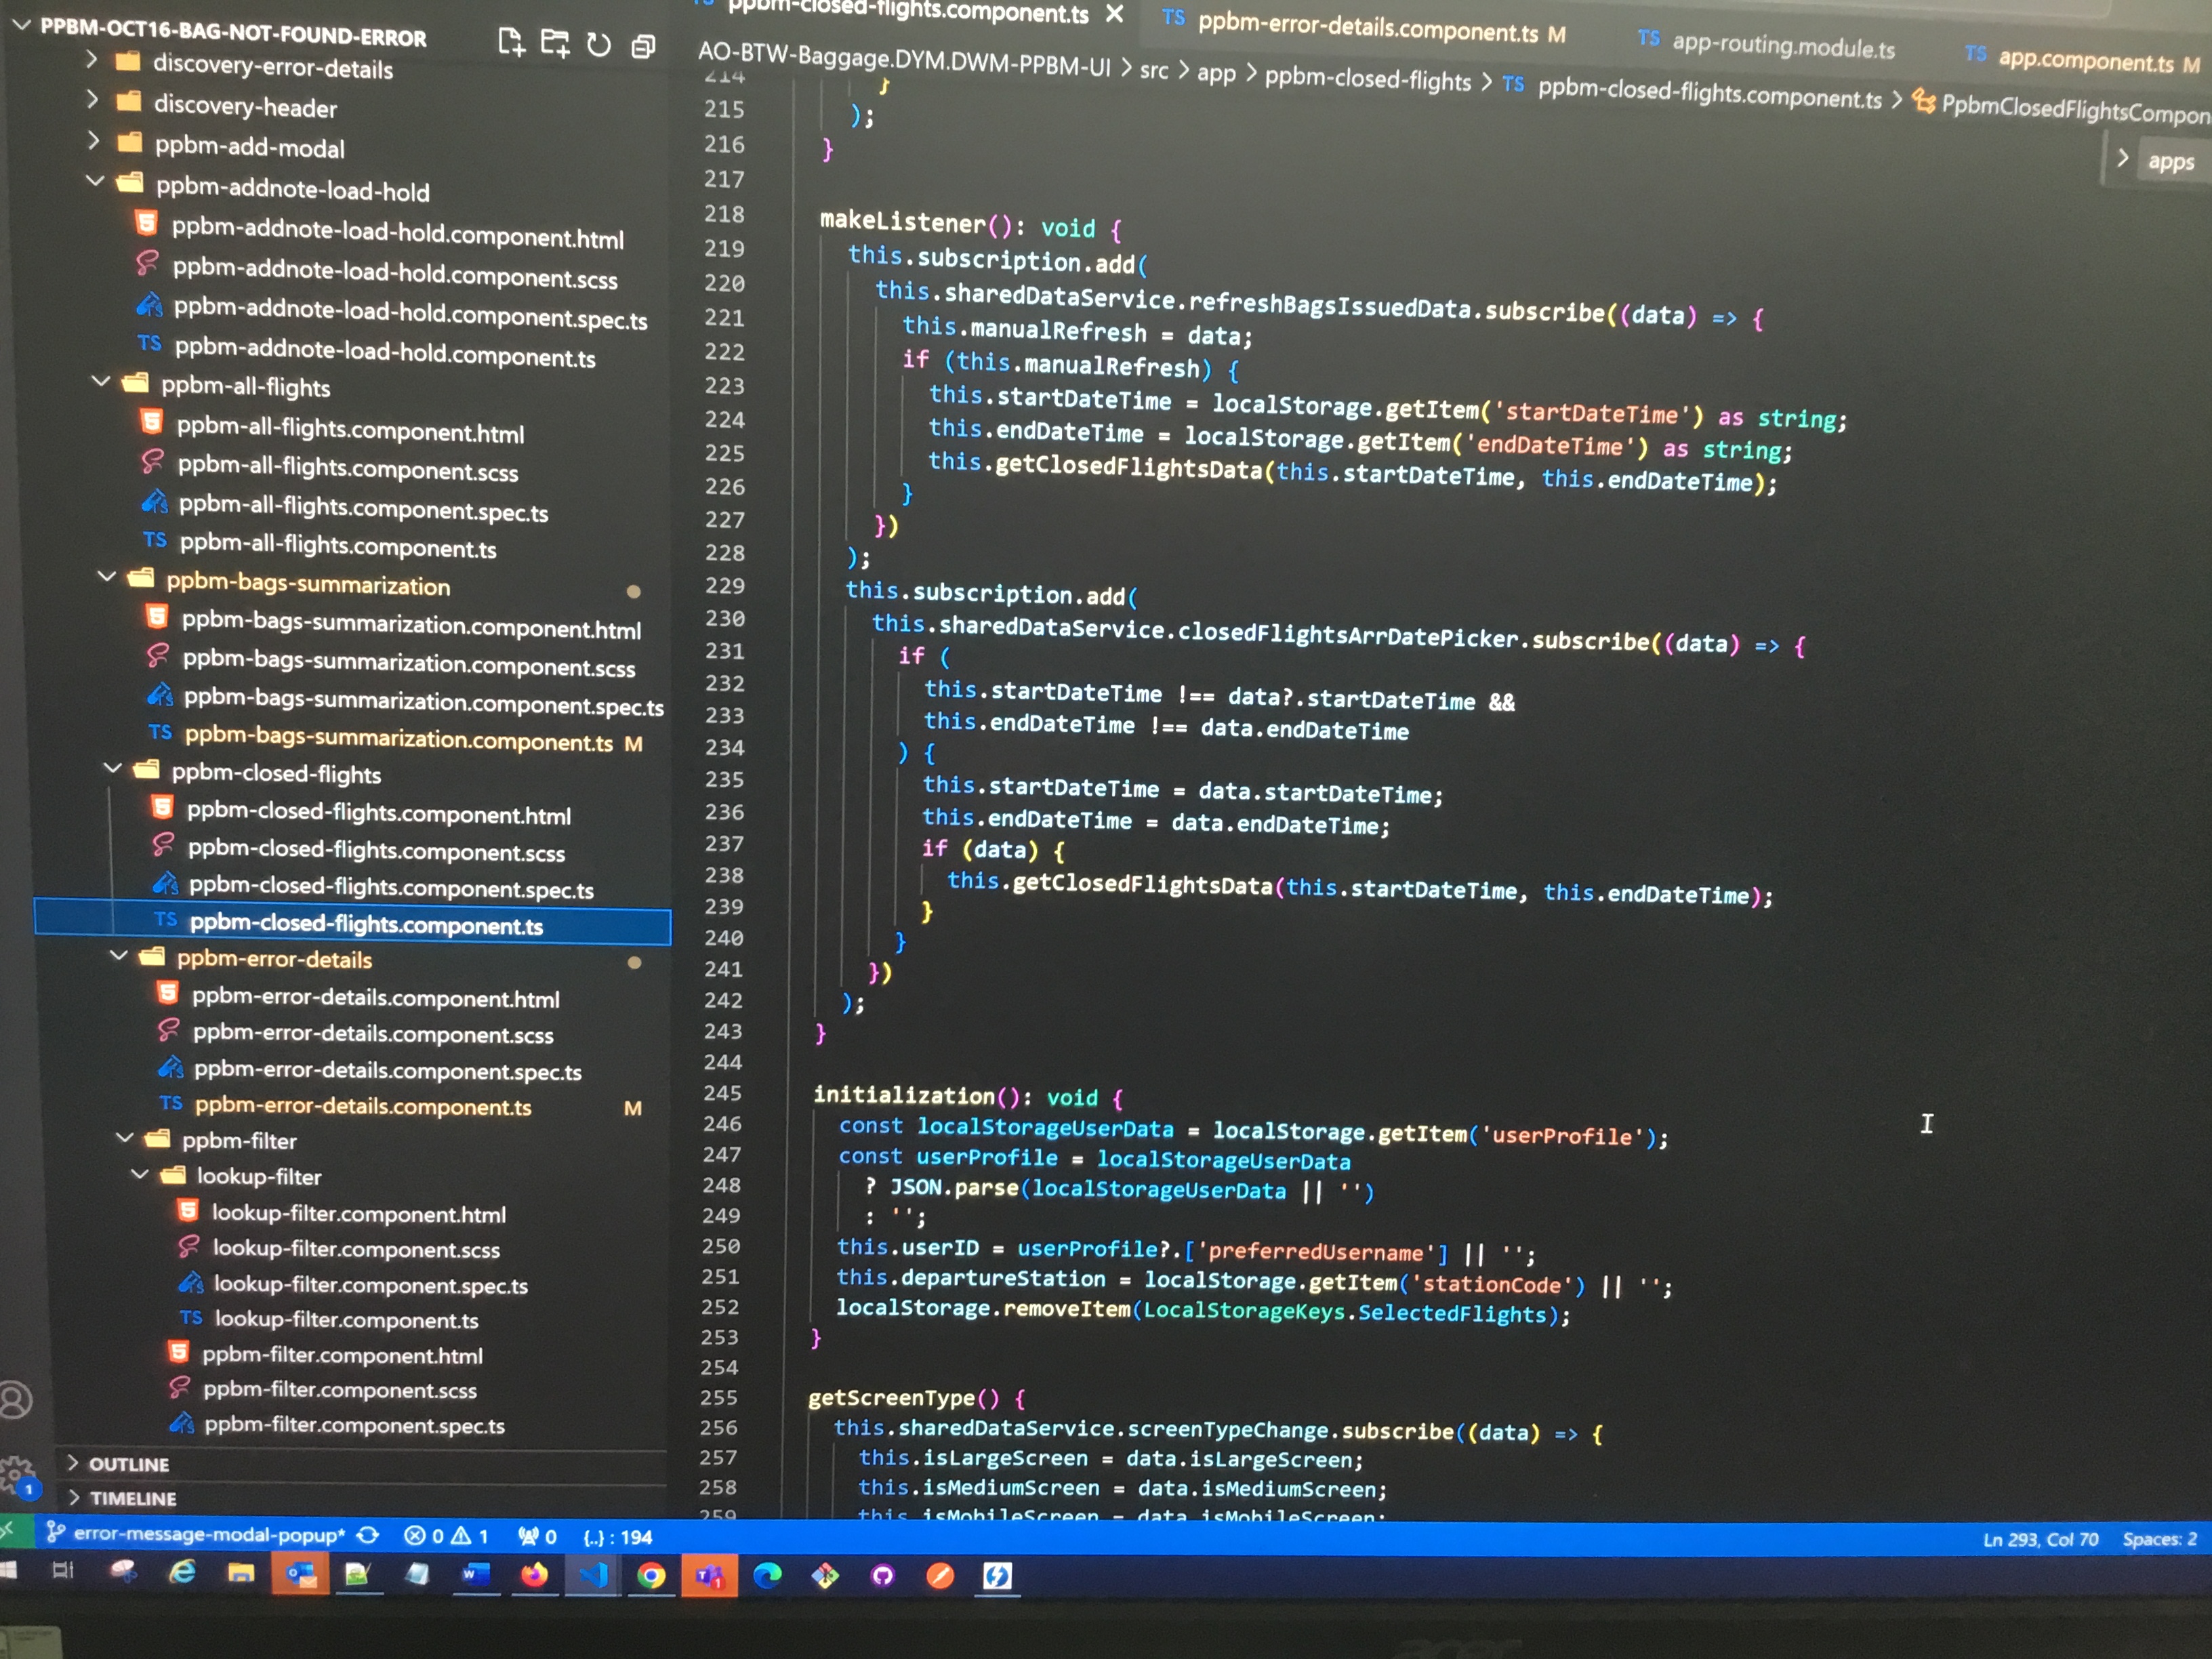 PPBM-OCT16-BAG-NOT-FOUND-ERROR
discovery-error-details
discovery-header
ppbm-add-modal
ppbm-addnote-load-hold
ppbm-addnote-load-hold.component.html
ppbm-addnote-load-hold.component.scss
ppbm-addnote-load-hold.component.spec.ts
TS ppbm-addnote-load-hold.component.ts
ppbm-all-flights
ppbm-all-flights.component.html
ppbm-all-flights.component.scss
ppbm-all-flights.component.spec.ts
TS ppbm-all-flights.component.ts
ppbm-bags-summarization
ppbm-bags-summarization.component.html
ppbm-bags-summarization.component.scss
ppbm-bags-summarization.component.spec.ts
TS ppbm-bags-summarization.component.ts M
ppbm-closed-flights
ppbm-closed-flights.component.html
ppbm-closed-flights.component.scss
ppbm-closed-flights.component.spec.ts
TS ppbm-closed-flights.component.ts
ppbm-error-details
ppbm-error-details.component.html
ppbm-error-details.component.scss
ppbm-error-details.component.spec.ts
TS ppbm-error-details.component.ts M
ppbm-filter
lookup-filter
lookup-filter.component.html
lookup-filter.component.scss
lookup-filter.component.spec.ts
TS lookup-filter.component.ts
ppbm-filter.component.html
ppbm-filter.component.scss
ppbm-filter.component.spec.ts
OUTLINE
TIMELINE
TS ppbm-closed-flights.component.ts × TS ppbm-error-details.component.ts M TS app-routing.module.ts TS app.component.ts M
AO-BTW-Baggage.DYM.DWM-PPBM-UI > src > app > ppbm-closed-flights > TS ppbm-closed-flights.component.ts > PpbmClosedFlightsCompon
> apps
214 }
215 );
216 }
217
218 makeListener(): void {
219 this.subscription.add(
220 this.sharedDataService.refreshBagsIssuedData.subscribe((data) => {
221 this.manualRefresh = data;
222 if (this.manualRefresh) {
223 this.startDateTime = localStorage.getItem('startDateTime') as string;
224 this.endDateTime = localStorage.getItem('endDateTime') as string;
225 this.getClosedFlightsData(this.startDateTime, this.endDateTime);
226 }
227 })
228 );
229 this.subscription.add(
230 this.sharedDataService.closedFlightsArrDatePicker.subscribe((data) => {
231 if (
232 this.startDateTime !== data?.startDateTime &&
233 this.endDateTime !== data.endDateTime
234 ) {
235 this.startDateTime = data.startDateTime;
236 this.endDateTime = data.endDateTime;
237 if (data) {
238 this.getClosedFlightsData(this.startDateTime, this.endDateTime);
239 }
240 }
241 })
242 );
243 }
244
245 initialization(): void {
246 const localStorageUserData = localStorage.getItem('userProfile');
247 const userProfile = localStorageUserData
248 ? JSON.parse(localStorageUserData || '')
249 : '';
250 this.userID = userProfile?.['preferredUsername'] || '';
251 this.departureStation = localStorage.getItem('stationCode') || '';
252 localStorage.removeItem(LocalStorageKeys.SelectedFlights);
253 }
254
255 getScreenType() {
256 this.sharedDataService.screenTypeChange.subscribe((data) => {
257 this.isLargeScreen = data.isLargeScreen;
258 this.isMediumScreen = data.isMediumScreen;
259 this.isMobileScreen = data.isMobileScreen;
1
error-message-modal-popup* 0 1 0 {..} : 194 Ln 293, Col 70 Spaces: 2